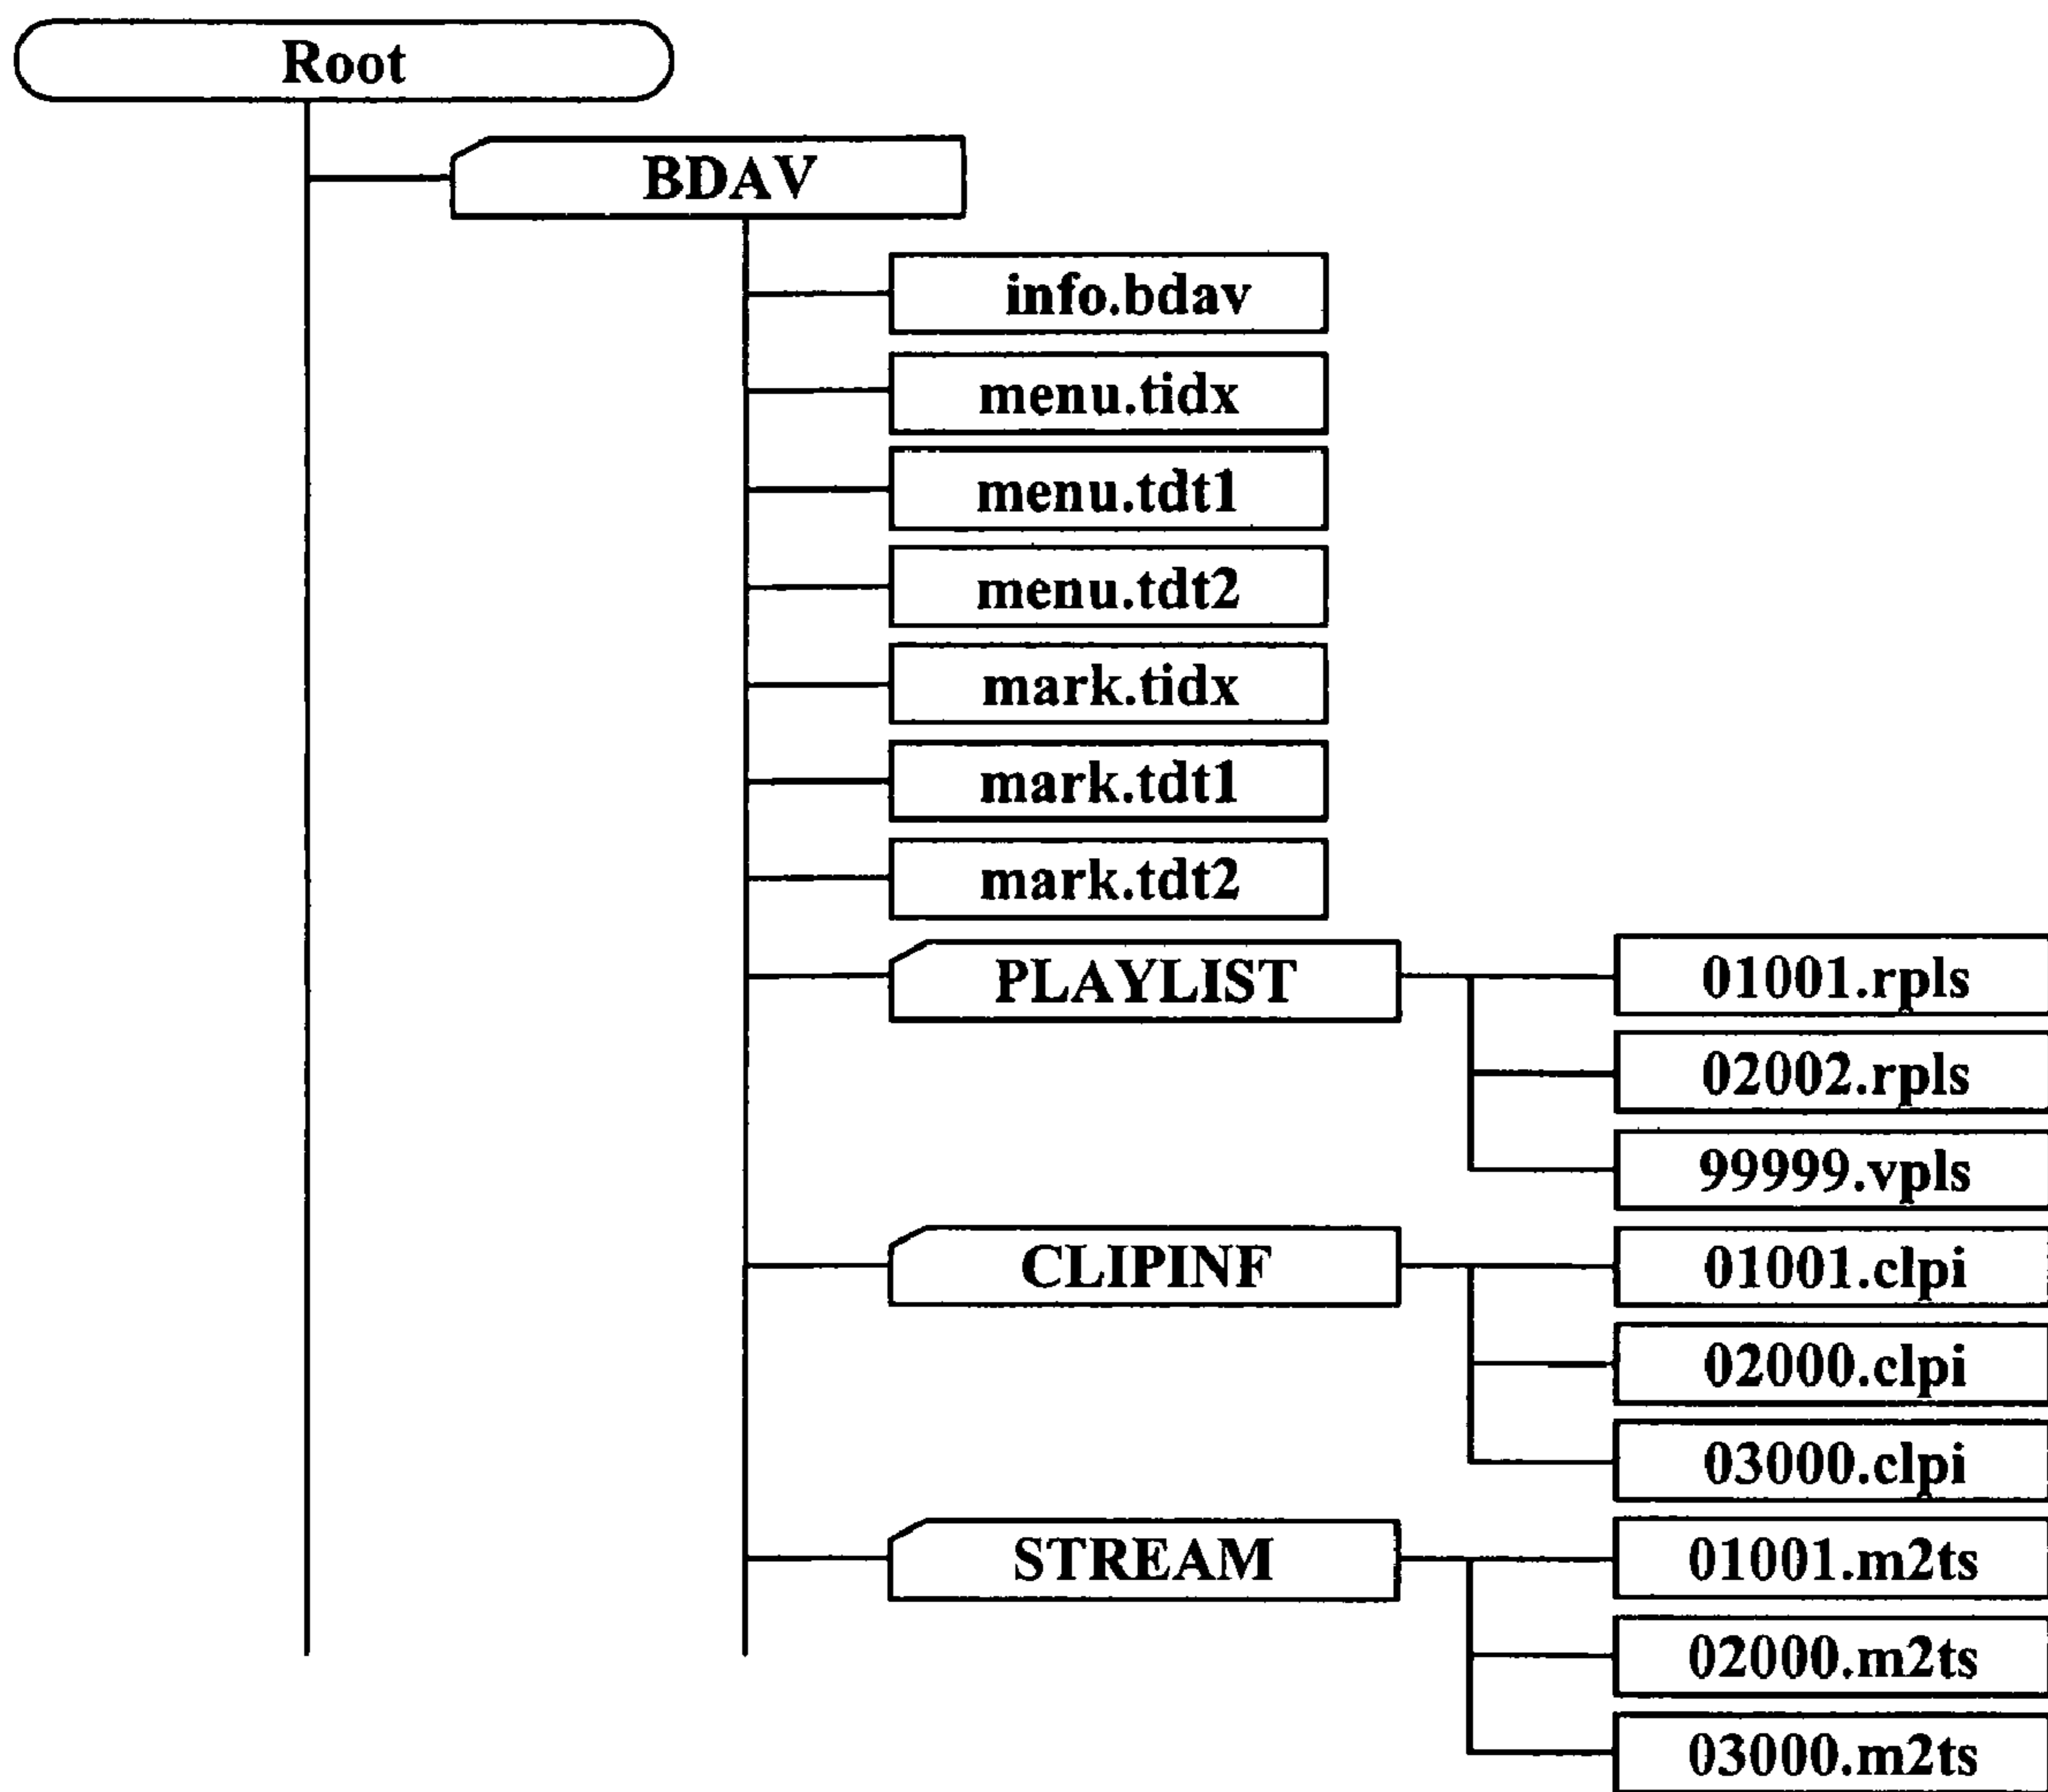 Root
BDAV
info.bdav
menu.tidx
menu.tdt1
menu.tdt2
mark.tidx
mark.tdt1
mark.tdt2
PLAYLIST
01001.rpls
02002.rpls
99999.vpls
CLIPINF
01001.clpi
02000.clpi
03000.clpi
STREAM
01001.m2ts
02000.m2ts
03000.m2ts